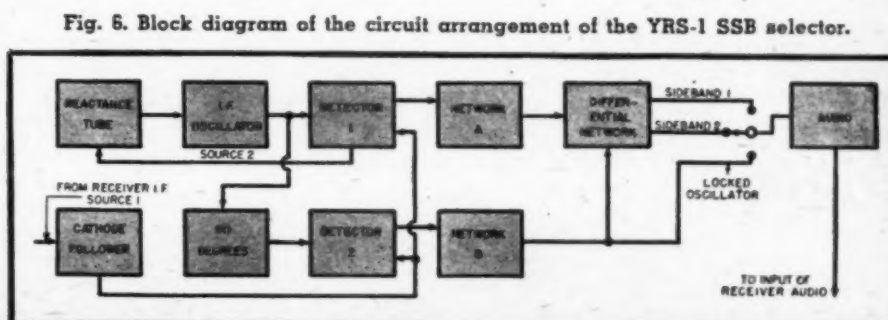 Fig. 6. Block diagram of the circuit arrangement of the YRS-1 SSB selector.
REACTANCE
TUBE
I.F.
OSCILLATOR
DETECTOR
1
NETWORK
A
DIFFER-
ENTIAL
NETWORK
SIDEBAND 1
SIDEBAND 2
AUDIO
SOURCE 2
FROM RECEIVER I.F.
SOURCE 1
CATHODE
FOLLOWER
90
DEGREES
DETECTOR
2
NETWORK
B
LOCKED
OSCILLATOR
TO INPUT OF
RECEIVER AUDIO